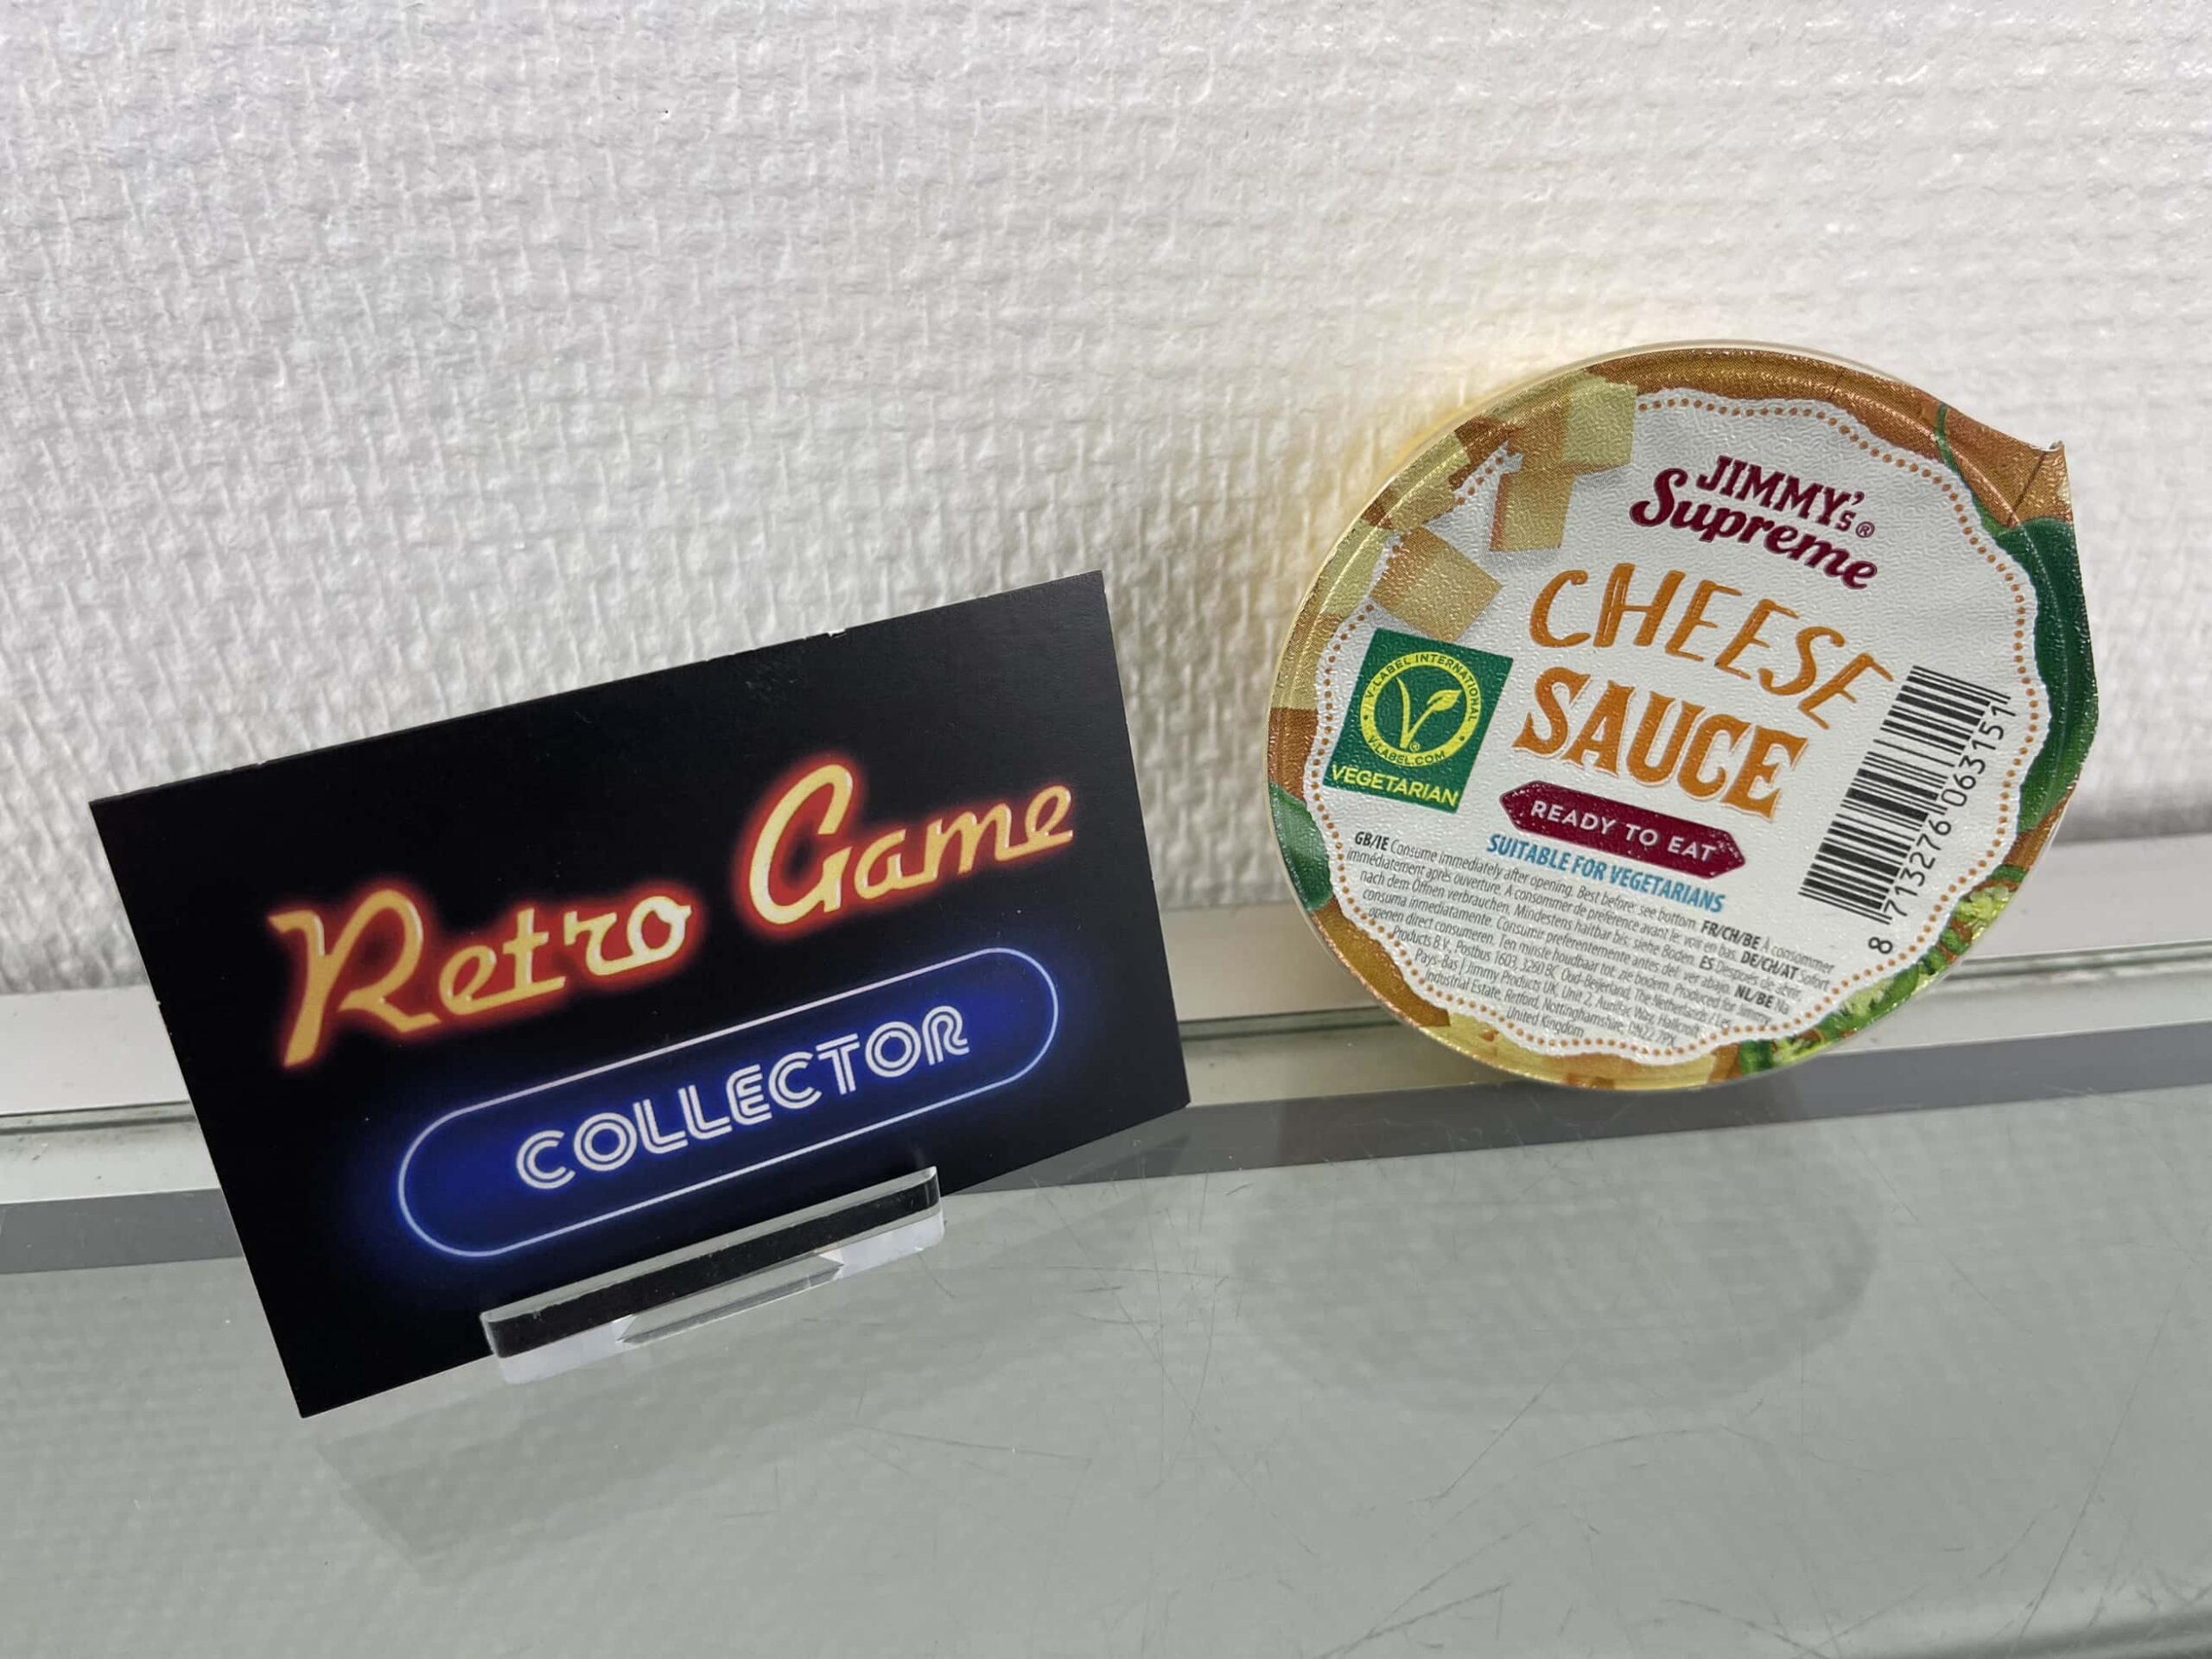 Retro Game
COLLECTOR
JIMMY's®
Supreme
CHEESE
SAUCE
READY TO EAT
SUITABLE FOR VEGETARIANS
V-LABEL INTERNATIONAL
V-LABEL.COM
VEGETARIAN
GB/IE Consume immediately after opening. Best before: see bottom. FR/CH/BE À consommer
immédiatement après ouverture. A consommer de préférence avant le: voir en bas. DE/CH/AT Sofort
nach dem Öffnen verbrauchen. Mindestens haltbar bis: siehe Boden. ES Después de abrir,
consuma inmediatamente. Consumir preferentemente antes del: ver abajo. NL/BE Na
openen direct consumeren. Ten minste houdbaar tot: zie bodem. Produced for Jimmy
Products B.V., Postbus 1603, 3260 BC Oud-Beijerland, The Netherlands / Les
Pays-Bas | Jimmy Products UK, Unit 2, Aurillac Way, Hallcroft
Industrial Estate, Retford, Nottinghamshire, DN22 7PX,
United Kingdom
8 713276 063151